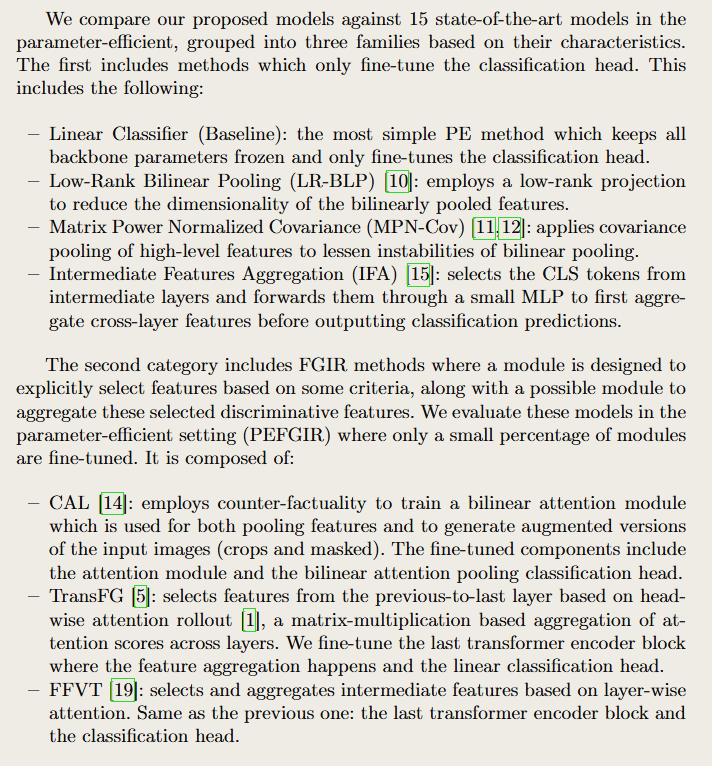 We compare our proposed models against 15 state-of-the-art models in the
parameter-efficient, grouped into three families based on their characteristics.
The first includes methods which only fine-tune the classification head. This
includes the following:
– Linear Classifier (Baseline): the most simple PE method which keeps all
backbone parameters frozen and only fine-tunes the classification head.
– Low-Rank Bilinear Pooling (LR-BLP) [10]: employs a low-rank projection
to reduce the dimensionality of the bilinearly pooled features.
– Matrix Power Normalized Covariance (MPN-Cov) [11,12]: applies covariance
pooling of high-level features to lessen instabilities of bilinear pooling.
– Intermediate Features Aggregation (IFA) [15]: selects the CLS tokens from
intermediate layers and forwards them through a small MLP to first aggre-
gate cross-layer features before outputting classification predictions.
The second category includes FGIR methods where a module is designed to
explicitly select features based on some criteria, along with a possible module to
aggregate these selected discriminative features. We evaluate these models in the
parameter-efficient setting (PEFGIR) where only a small percentage of modules
are fine-tuned. It is composed of:
– CAL [14]: employs counter-factuality to train a bilinear attention module
which is used for both pooling features and to generate augmented versions
of the input images (crops and masked). The fine-tuned components include
the attention module and the bilinear attention pooling classification head.
– TransFG [5]: selects features from the previous-to-last layer based on head-
wise attention rollout [1], a matrix-multiplication based aggregation of at-
tention scores across layers. We fine-tune the last transformer encoder block
where the feature aggregation happens and the linear classification head.
– FFVT [19]: selects and aggregates intermediate features based on layer-wise
attention. Same as the previous one: the last transformer encoder block and
the classification head.